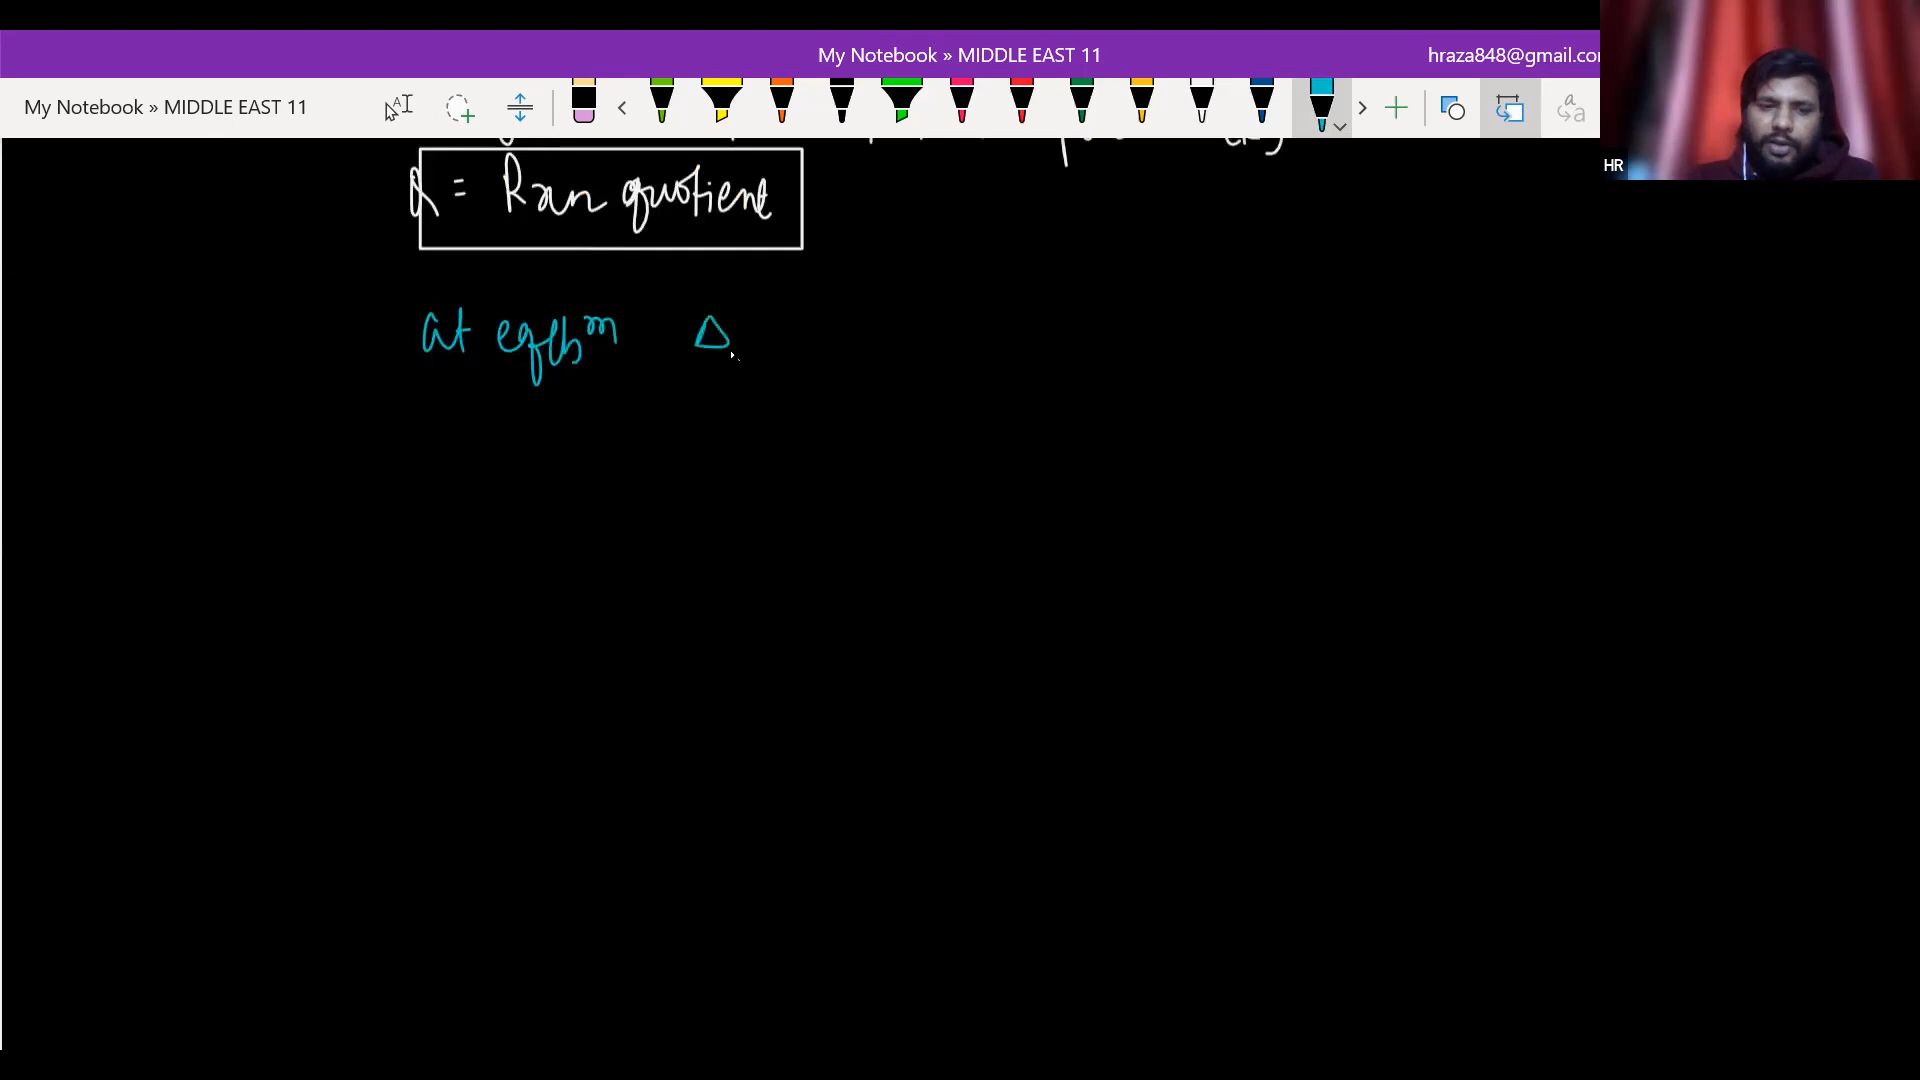 My Notebook » MIDDLE EAST 11
hraza848@gmail.co
My Notebook » MIDDLE EAST 11
HR
Q = Rxn quotient
at eqbm Δ